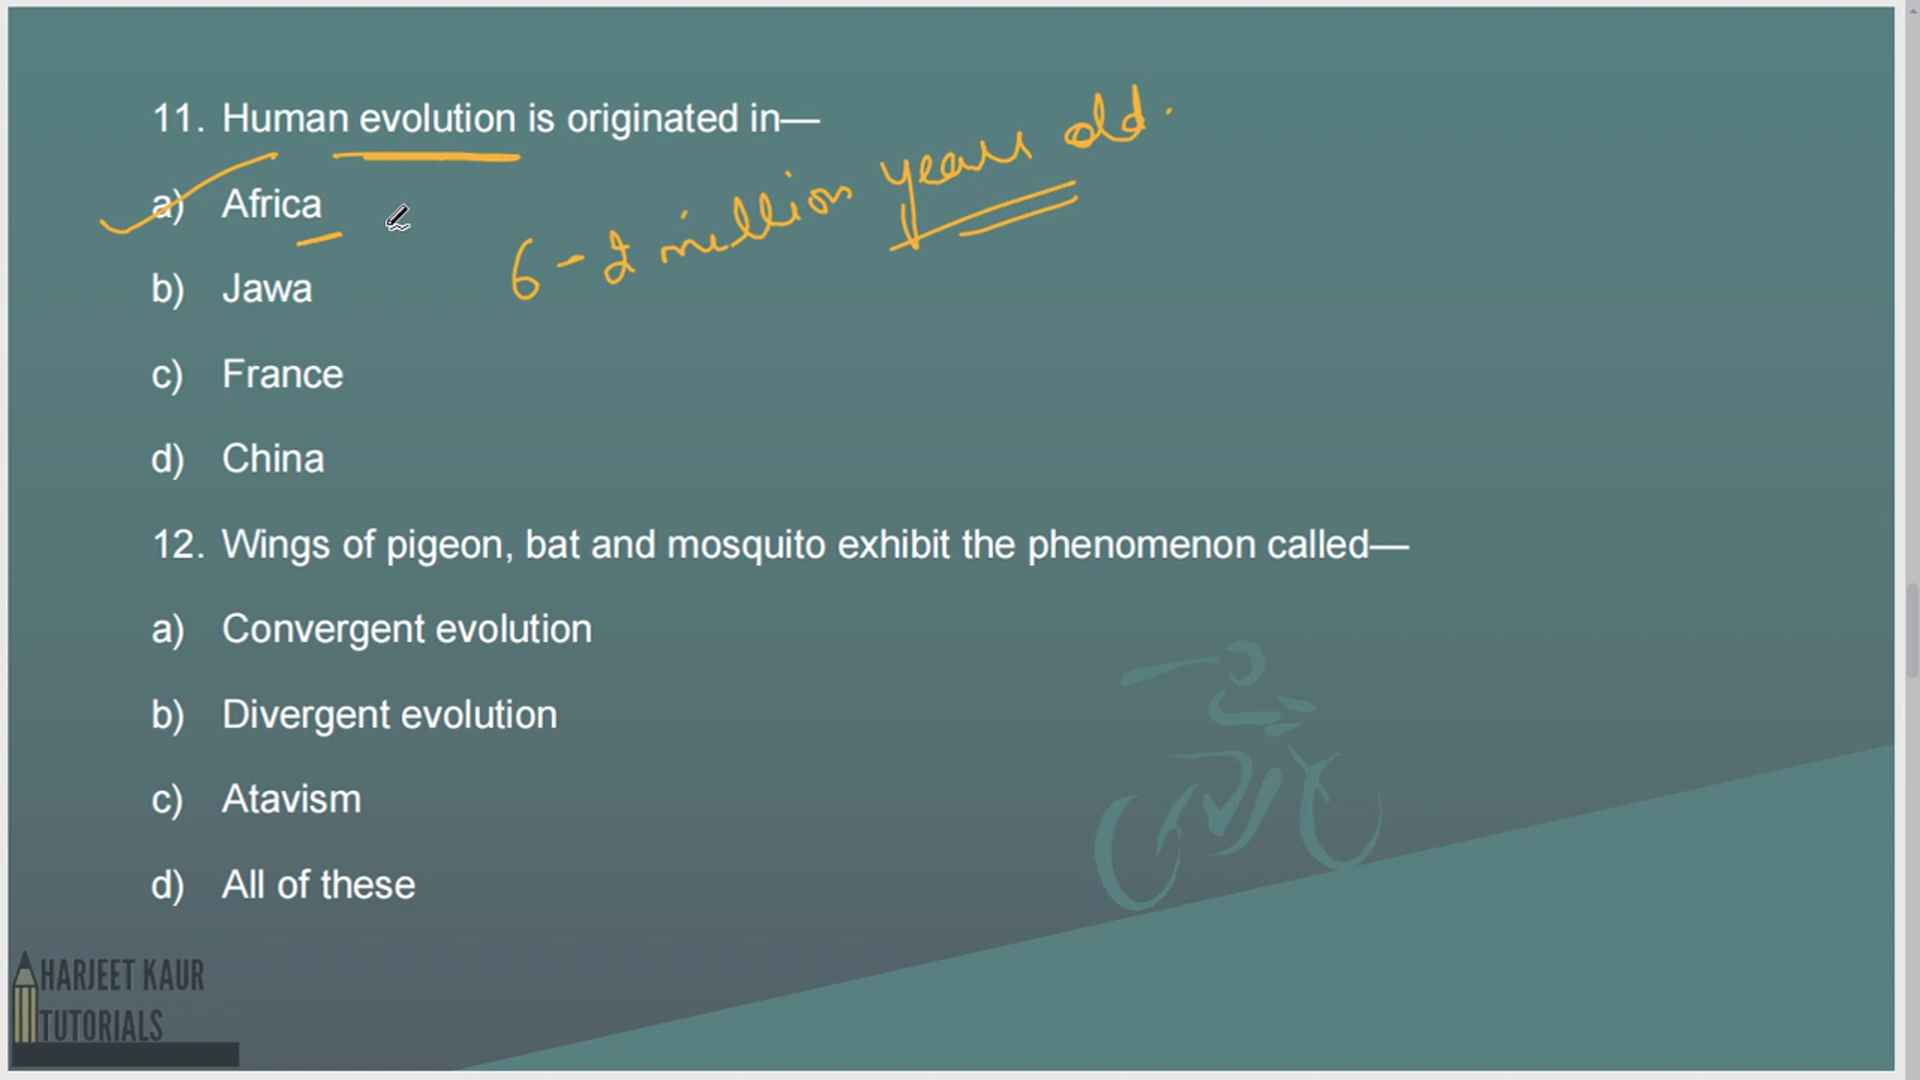 11. Human evolution is originated in—
a) Africa
6-2 million years old.
b) Jawa
c) France
d) China
12. Wings of pigeon, bat and mosquito exhibit the phenomenon called—
a) Convergent evolution
b) Divergent evolution
c) Atavism
d) All of these
HARJEET KAUR
TUTORIALS